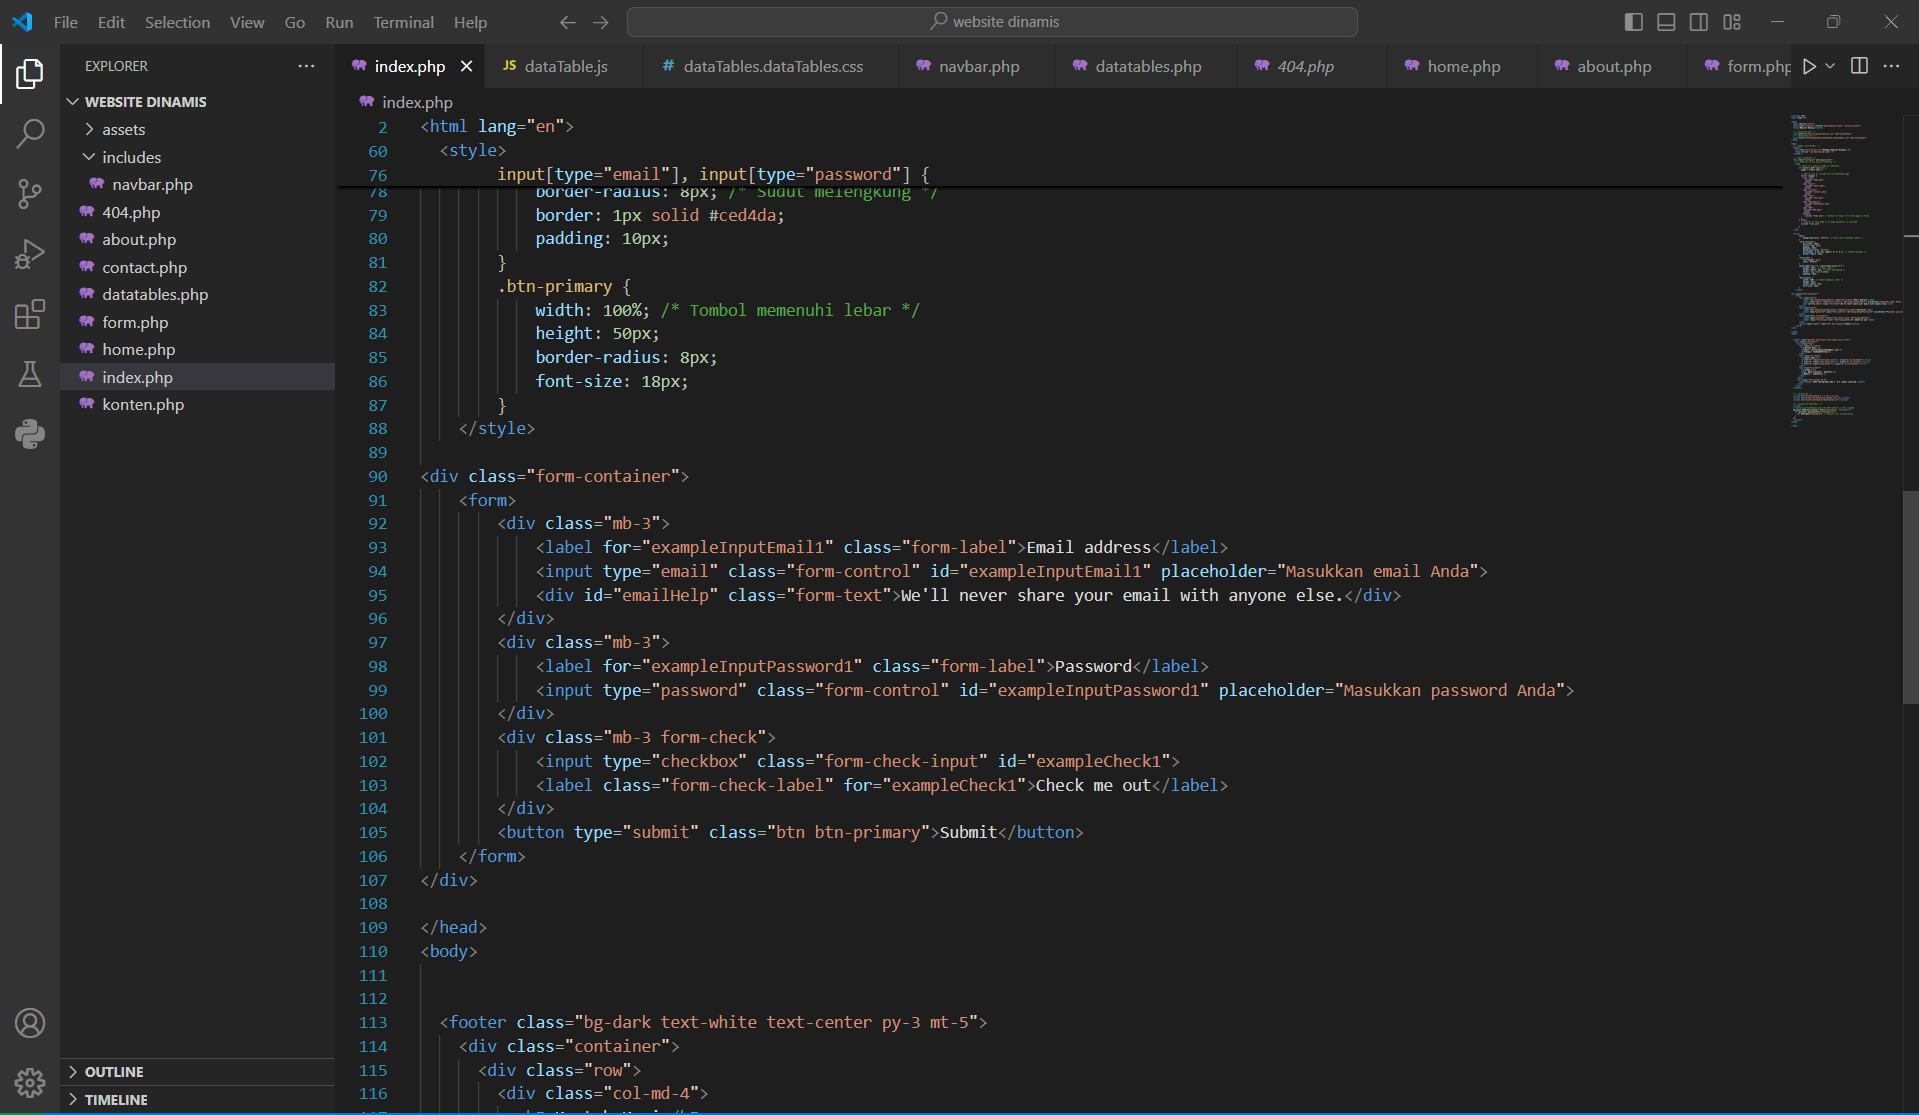 File Edit Selection View Go Run Terminal Help
website dinamis
EXPLORER
WEBSITE DINAMIS
assets
includes
navbar.php
404.php
about.php
contact.php
datatables.php
form.php
home.php
index.php
konten.php
OUTLINE
TIMELINE
index.php JS dataTable.js # dataTables.dataTables.css navbar.php datatables.php 404.php home.php about.php form.php
index.php
2 <html lang="en">
60 <style>
76 input[type="email"], input[type="password"] {
78 border-radius: 8px; /* Sudut melengkung */
79 border: 1px solid #ced4da;
80 padding: 10px;
81 }
82 .btn-primary {
83 width: 100%; /* Tombol memenuhi lebar */
84 height: 50px;
85 border-radius: 8px;
86 font-size: 18px;
87 }
88 </style>
89
90 <div class="form-container">
91 <form>
92 <div class="mb-3">
93 <label for="exampleInputEmail1" class="form-label">Email address</label>
94 <input type="email" class="form-control" id="exampleInputEmail1" placeholder="Masukkan email Anda">
95 <div id="emailHelp" class="form-text">We'll never share your email with anyone else.</div>
96 </div>
97 <div class="mb-3">
98 <label for="exampleInputPassword1" class="form-label">Password</label>
99 <input type="password" class="form-control" id="exampleInputPassword1" placeholder="Masukkan password Anda">
100 </div>
101 <div class="mb-3 form-check">
102 <input type="checkbox" class="form-check-input" id="exampleCheck1">
103 <label class="form-check-label" for="exampleCheck1">Check me out</label>
104 </div>
105 <button type="submit" class="btn btn-primary">Submit</button>
106 </form>
107 </div>
108
109 </head>
110 <body>
111
112
113 <footer class="bg-dark text-white text-center py-3 mt-5">
114 <div class="container">
115 <div class="row">
116 <div class="col-md-4">